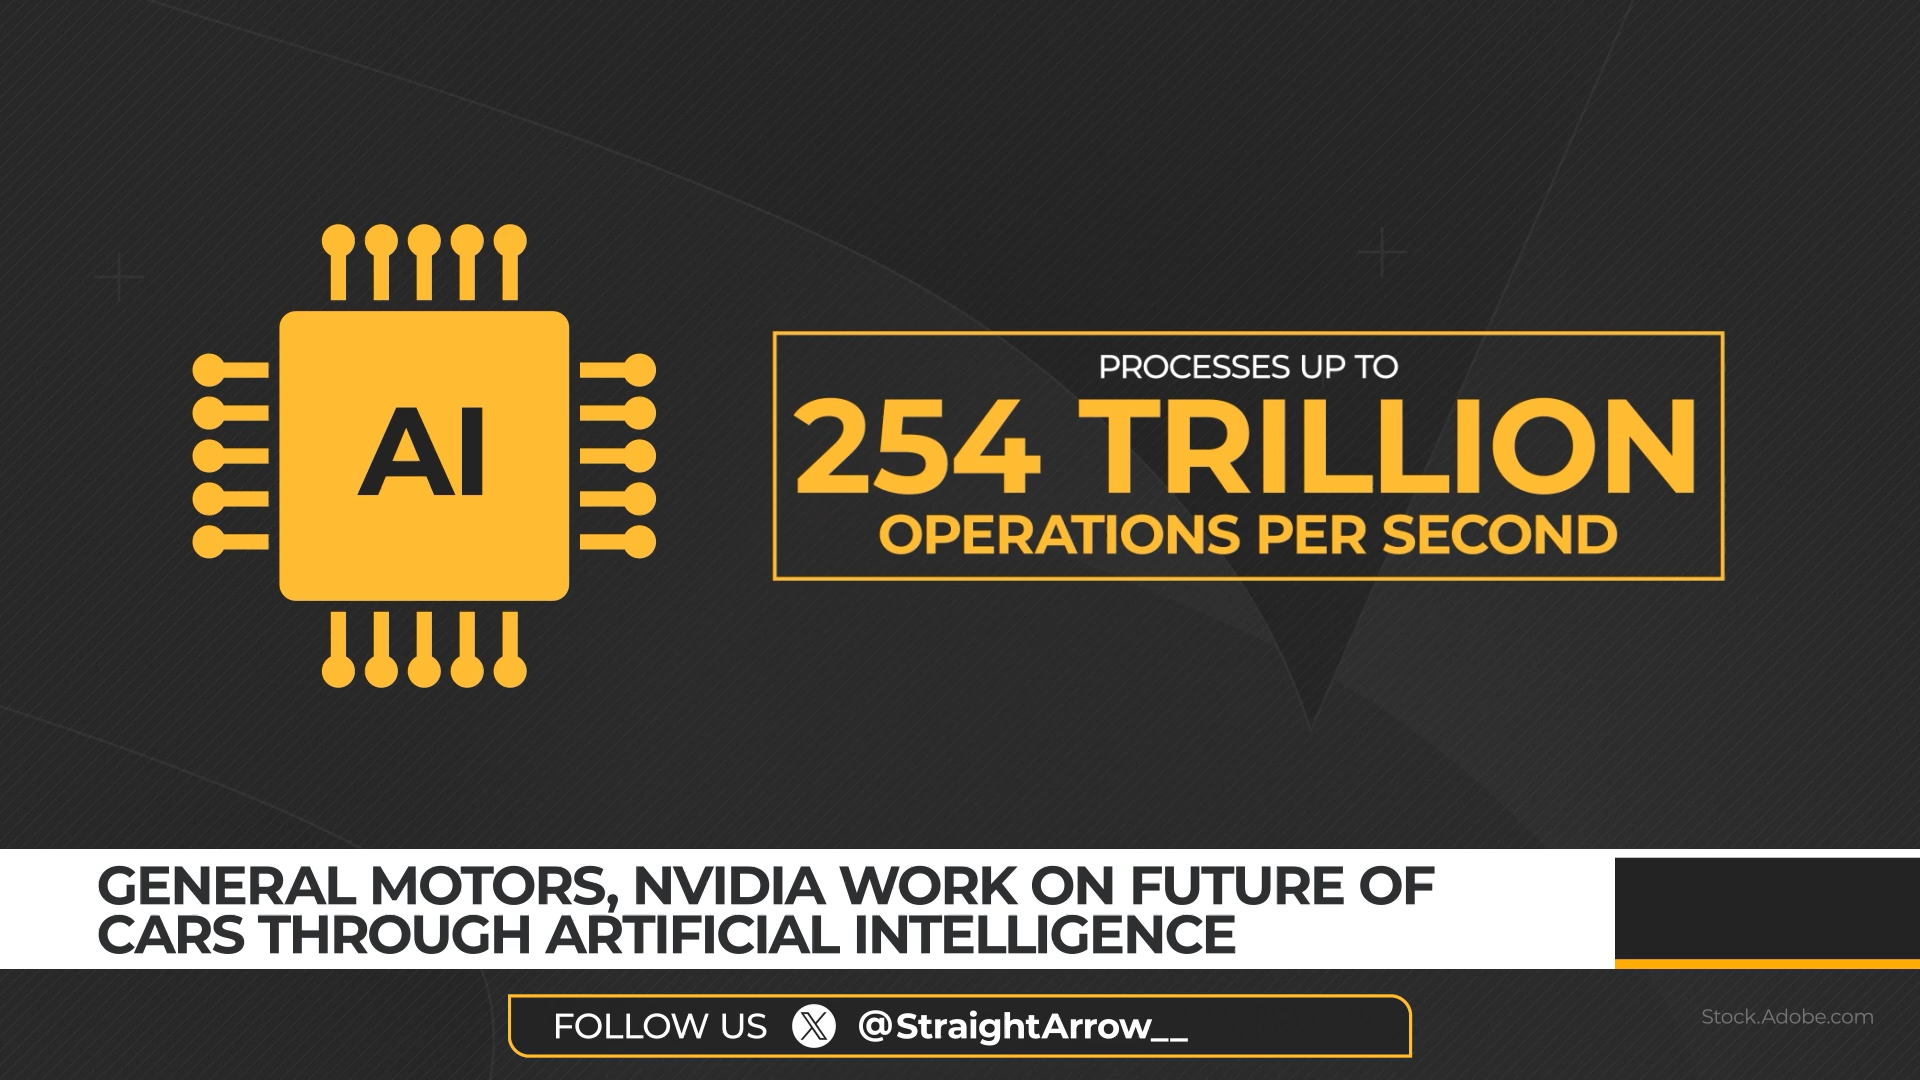 AI
PROCESSES UP TO
254 TRILLION
OPERATIONS PER SECOND
GENERAL MOTORS, NVIDIA WORK ON FUTURE OF
CARS THROUGH ARTIFICIAL INTELLIGENCE
FOLLOW US X @StraightArrow__
Stock.Adobe.com